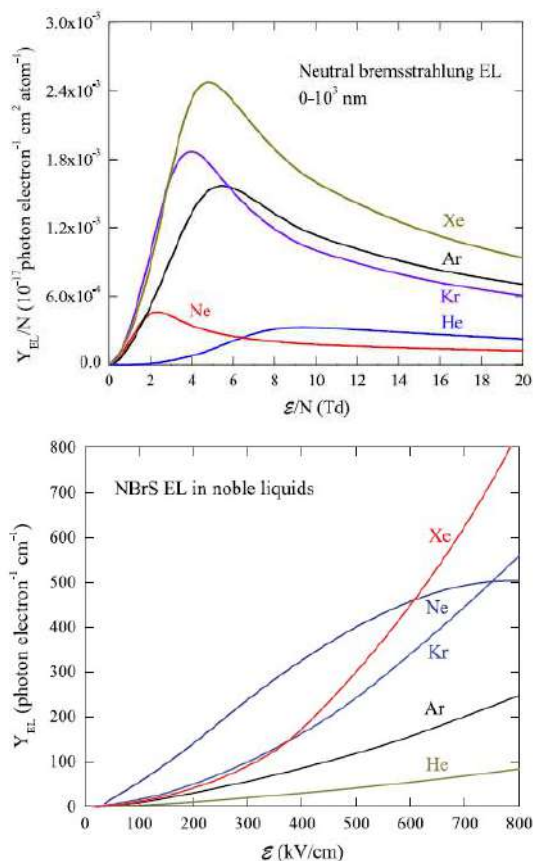 3.0x10⁻³
2.4x10⁻³
1.8x10⁻³
1.2x10⁻³
6.0x10⁻⁴
0.0
Y_EL/N (10⁻¹⁷photon electron⁻¹ cm² atom⁻¹)
Neutral bremsstrahlung EL
0-10³ nm
Xe
Ar
Kr
Ne
He
0 2 4 6 8 10 12 14 16 18 20
ℰ/N (Td)
800
700
600
500
400
300
200
100
0
Y_EL (photon electron⁻¹ cm⁻¹)
NBrS EL in noble liquids
Xe
Ne
Kr
Ar
He
0 100 200 300 400 500 600 700 800
ℰ (kV/cm)